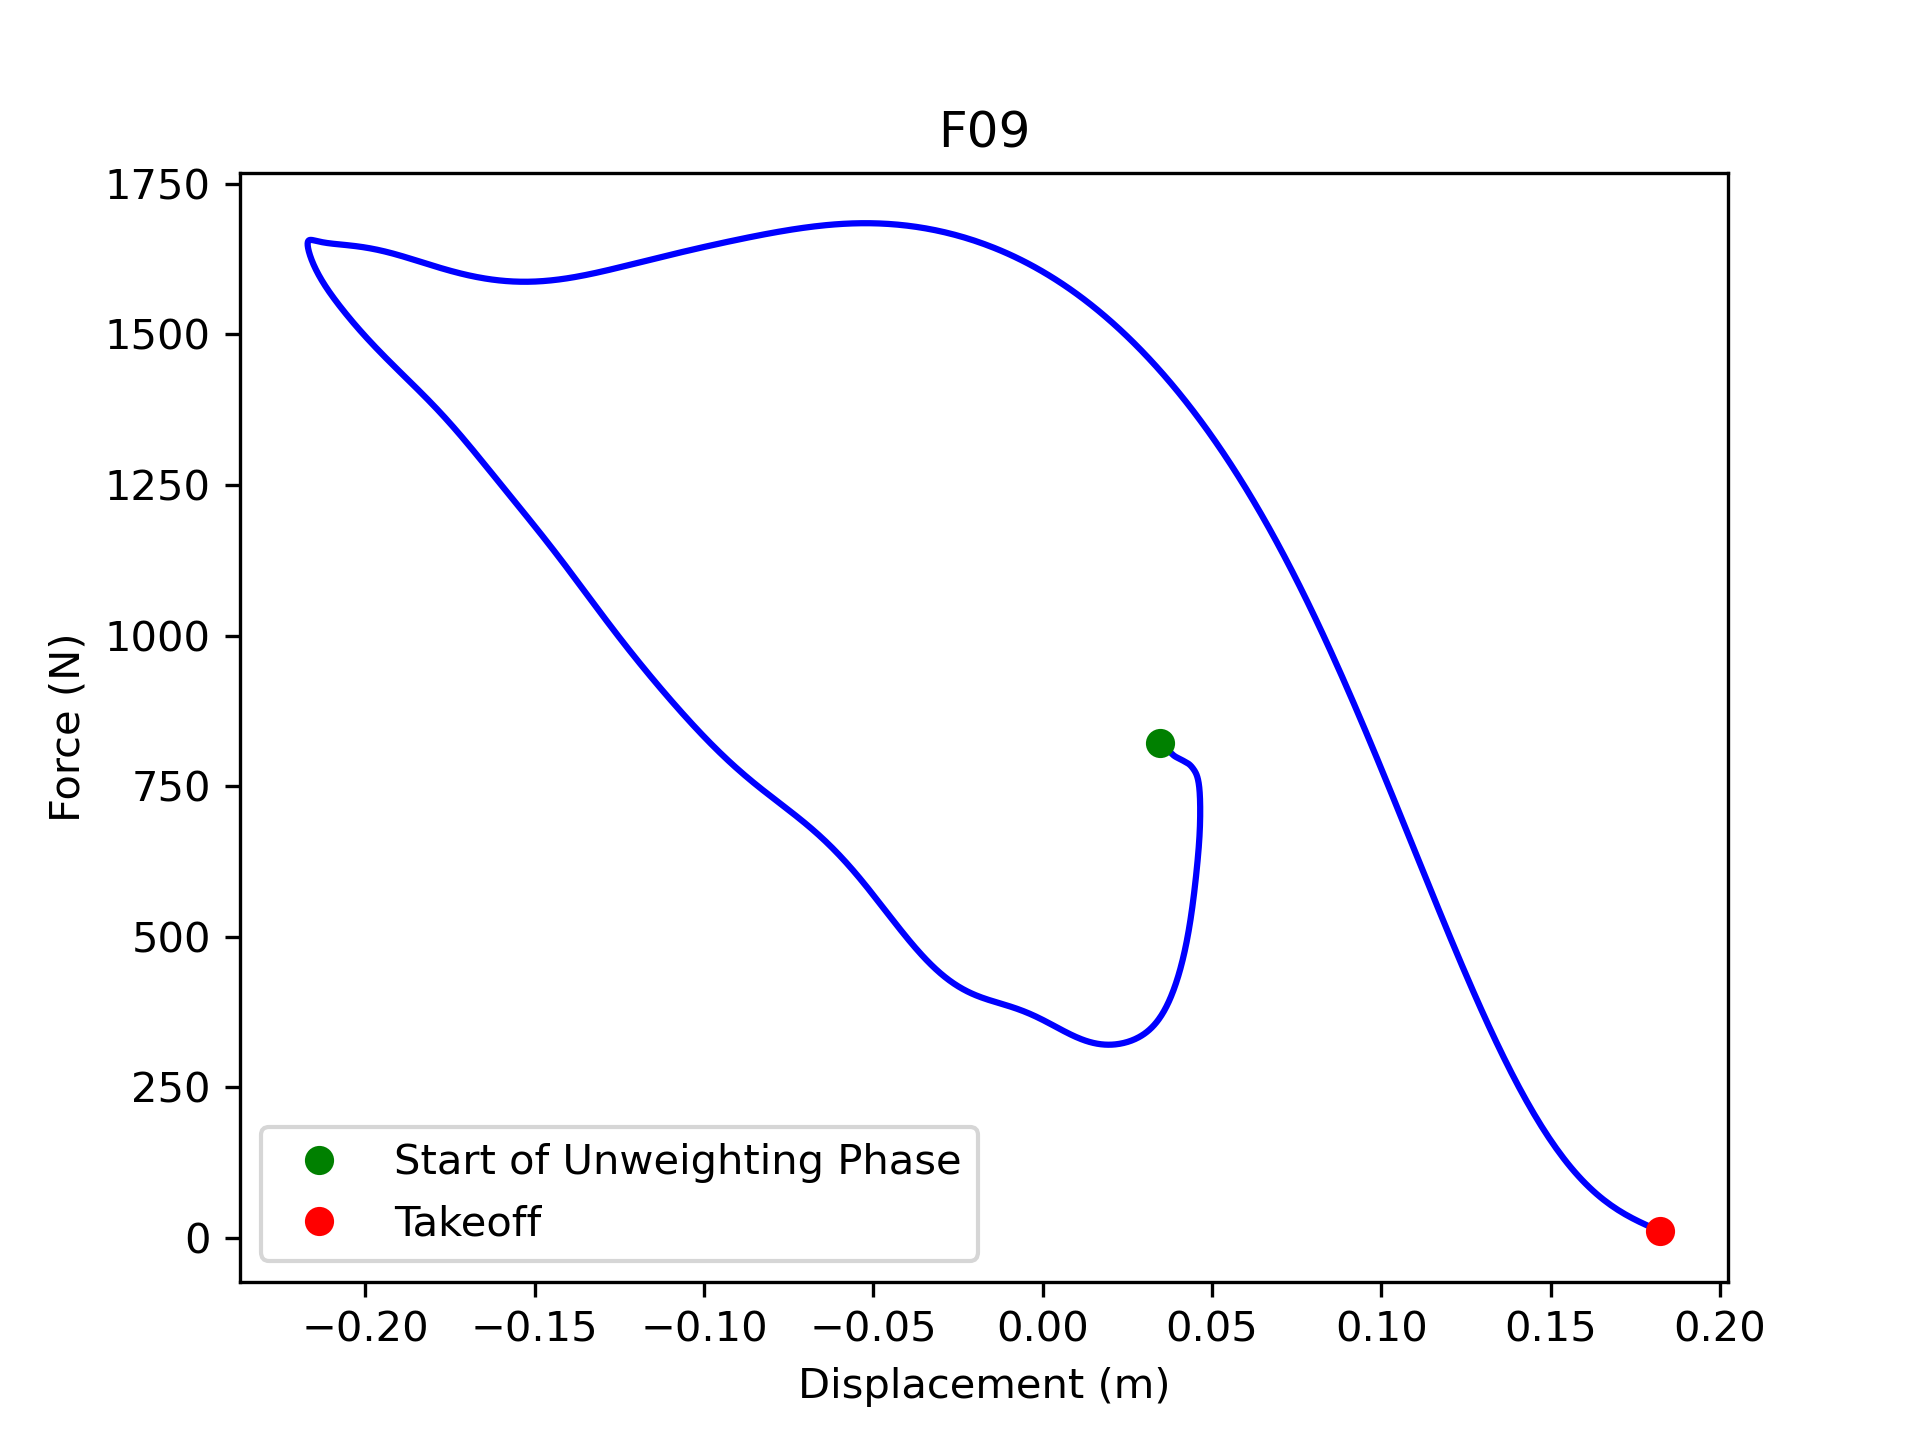 F09
1750
1500
1250
1000
750
500
250
0
Force (N)
Start of Unweighting Phase
Takeoff
−0.20 −0.15 −0.10 −0.05 0.00 0.05 0.10 0.15 0.20
Displacement (m)